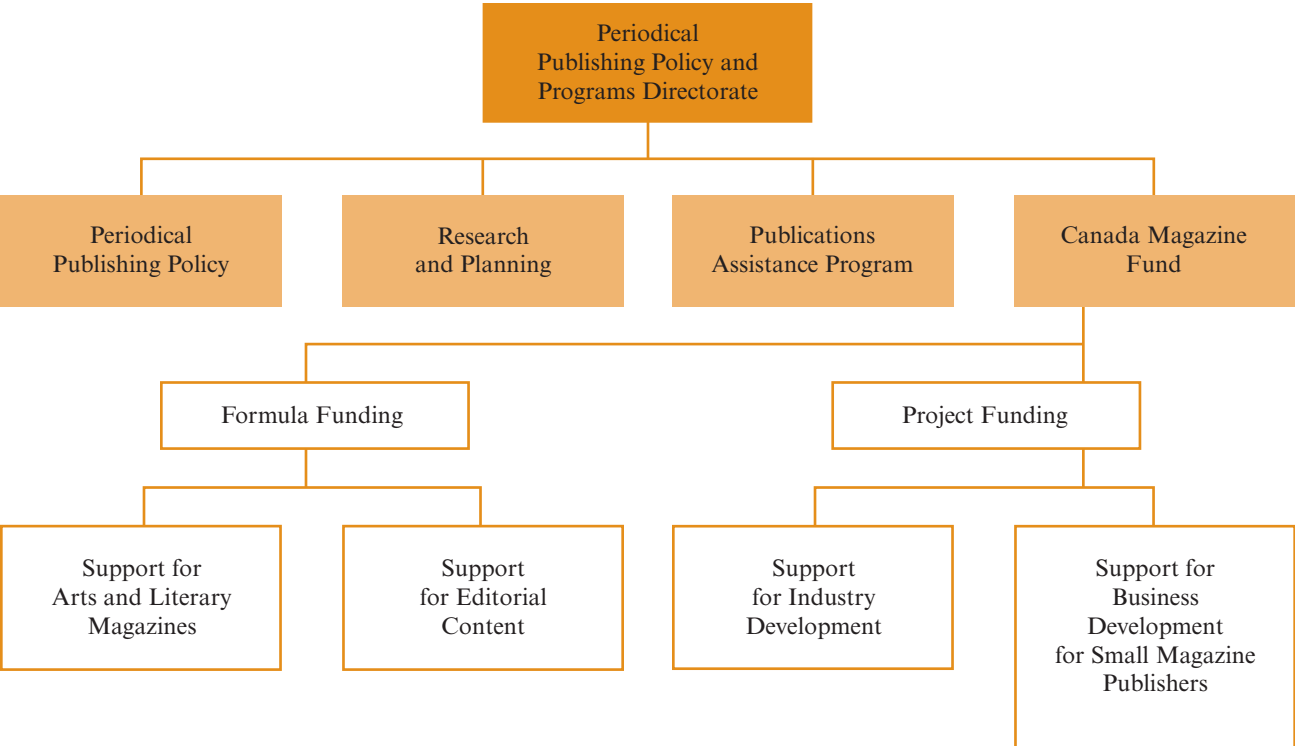 Periodical
Publishing Policy and
Programs Directorate
Periodical
Publishing Policy
Research
and Planning
Publications
Assistance Program
Canada Magazine
Fund
Formula Funding
Project Funding
Support for
Arts and Literary
Magazines
Support
for Editorial
Content
Support
for Industry
Development
Support for
Business
Development
for Small Magazine
Publishers